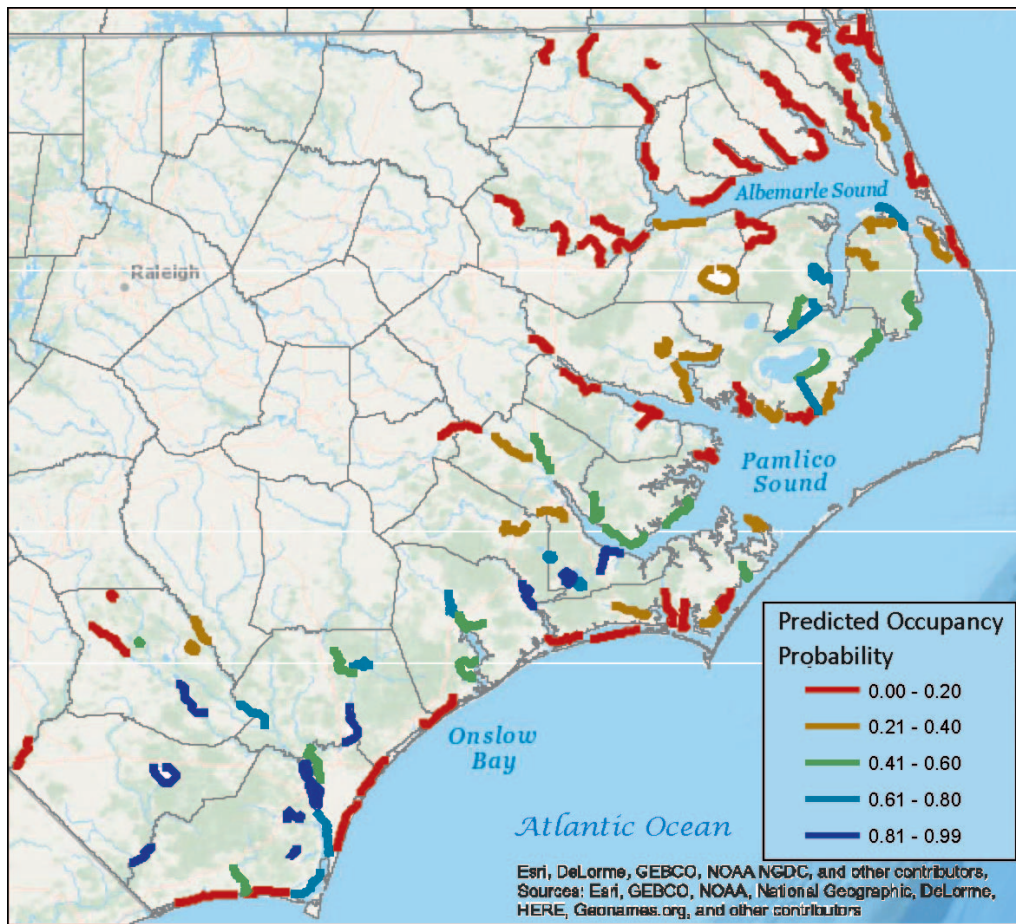 Albemarle Sound
Raleigh
Pamlico
Sound
Predicted Occupancy
Probability
0.00 - 0.20
0.21 - 0.40
0.41 - 0.60
0.61 - 0.80
0.81 - 0.99
Onslow
Bay
Atlantic Ocean
Esri, DeLorme, GEBCO, NOAA NGDC, and other contributors,
Sources: Esri, GEBCO, NOAA, National Geographic, DeLorme,
HERE, Geonames.org, and other contributors